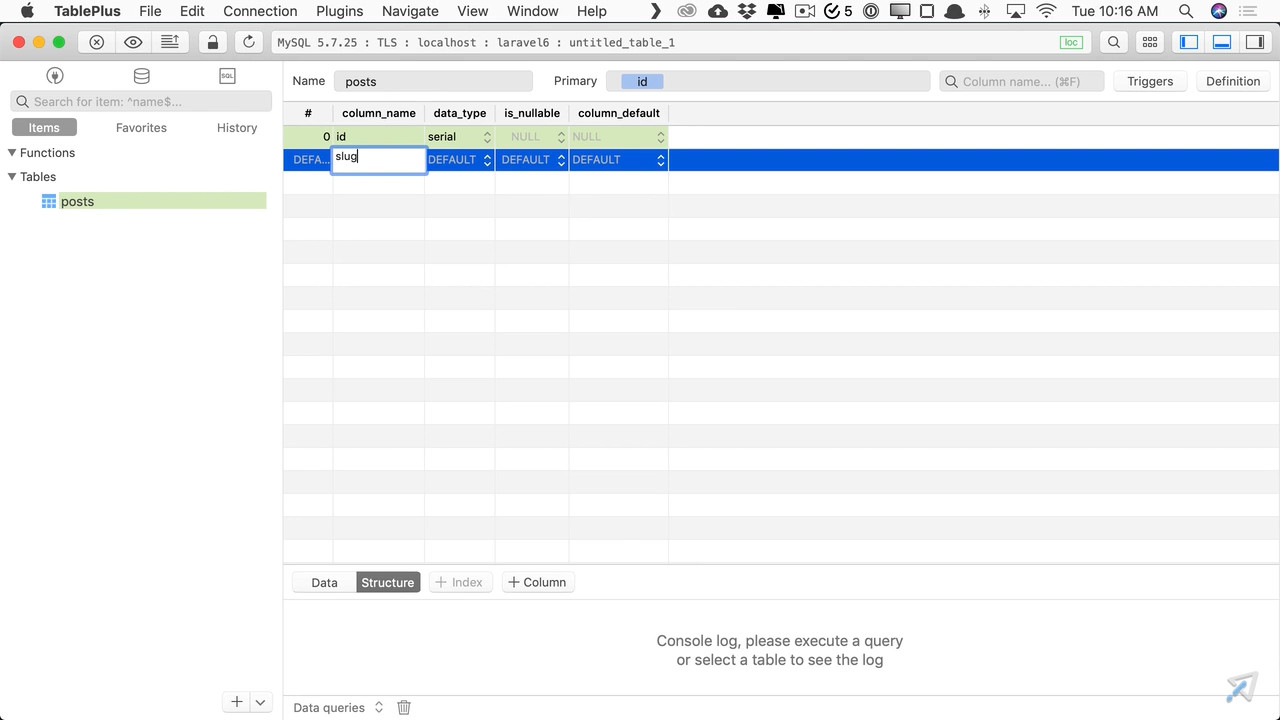 TablePlus File Edit Connection Plugins Navigate View Window Help 5 Tue 10:16 AM
MySQL 5.7.25 : TLS : localhost : laravel6 : untitled_table_1 loc
SQL
Name posts Primary id Column name... (⌘F) Triggers Definition
Search for item: ^name$...
# column_name data_type is_nullable column_default
Items Favorites History
0 id serial NULL NULL
Functions
DEFA... slug DEFAULT DEFAULT DEFAULT
Tables
posts
Data Structure + Index + Column
Console log, please execute a query
or select a table to see the log
Data queries